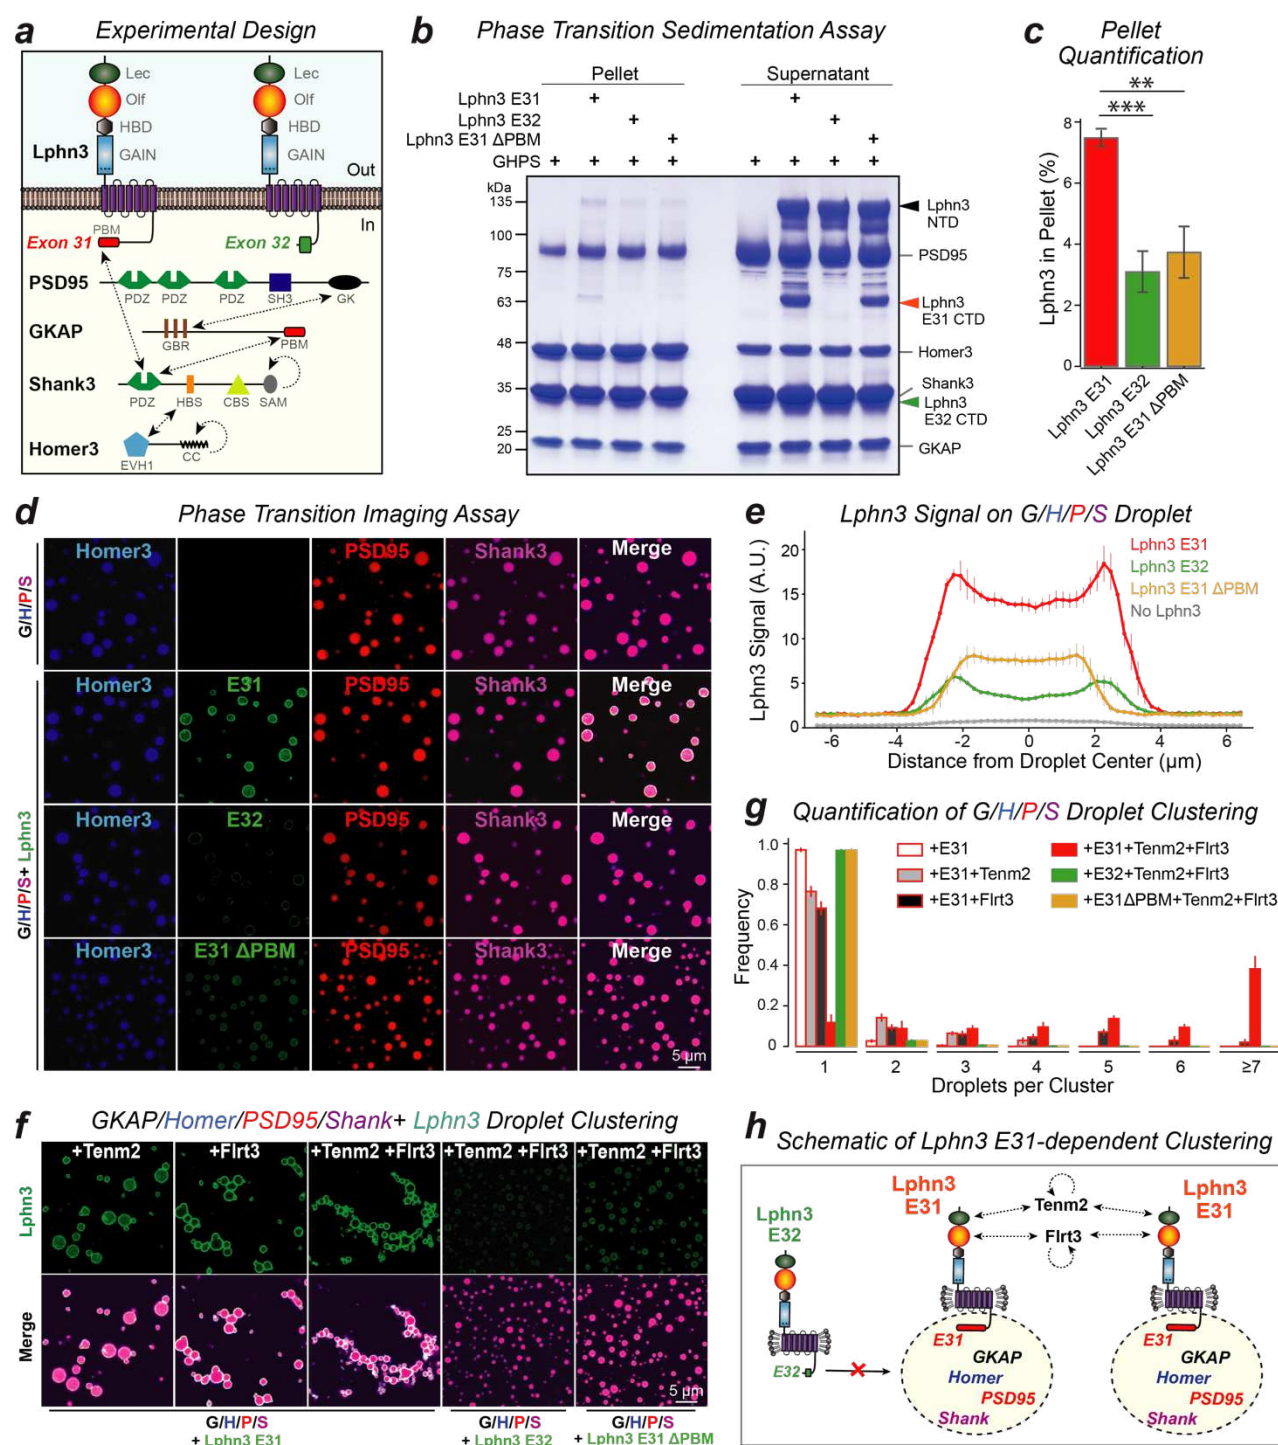 a Experimental Design
Lec
Olf
HBD
GAIN
Lec
Olf
HBD
GAIN
Lphn3
Out
In
PBM
Exon 31
Exon 32
PSD95
PDZ PDZ PDZ SH3 GK
GKAP
GBR PBM
Shank3
PDZ HBS CBS SAM
Homer3
EVH1 CC
b Phase Transition Sedimentation Assay
Pellet Supernatant
Lphn3 E31 + +
Lphn3 E32 + +
Lphn3 E31 ΔPBM + +
GHPS + + + + + + + +
kDa
135
100
75
63
48
35
25
20
Lphn3
NTD
PSD95
Lphn3
E31 CTD
Homer3
Shank3
Lphn3
E32 CTD
GKAP
c Pellet
Quantification
**
***
Lphn3 in Pellet (%)
8
6
4
2
0
Lphn3 E31
Lphn3 E32
Lphn3 E31 ΔPBM
d Phase Transition Imaging Assay
G/H/P/S
Homer3 PSD95 Shank3 Merge
G/H/P/S+ Lphn3
Homer3 E31 PSD95 Shank3 Merge
Homer3 E32 PSD95 Shank3 Merge
Homer3 E31 ΔPBM PSD95 Shank3 Merge
5 µm
e Lphn3 Signal on G/H/P/S Droplet
Lphn3 Signal (A.U.)
20
15
10
5
0
Lphn3 E31
Lphn3 E32
Lphn3 E31 ΔPBM
No Lphn3
-6 -4 -2 0 2 4 6
Distance from Droplet Center (µm)
g Quantification of G/H/P/S Droplet Clustering
Frequency
1.0
0.8
0.6
0.4
0.2
0
+E31
+E31+Tenm2
+E31+Flrt3
+E31+Tenm2+Flrt3
+E32+Tenm2+Flrt3
+E31ΔPBM+Tenm2+Flrt3
1 2 3 4 5 6 ≥7
Droplets per Cluster
f GKAP/Homer/PSD95/Shank+ Lphn3 Droplet Clustering
+Tenm2 +Flrt3 +Tenm2 +Flrt3 +Tenm2 +Flrt3 +Tenm2 +Flrt3
Lphn3
Merge
5 µm
G/H/P/S
+ Lphn3 E31
G/H/P/S
+ Lphn3 E32
G/H/P/S
+ Lphn3 E31 ΔPBM
h Schematic of Lphn3 E31-dependent Clustering
Lphn3
E32
Lphn3
E31
Tenm2
Flrt3
Lphn3
E31
E32
E31
GKAP
Homer
PSD95
Shank
E31
GKAP
Homer
PSD95
Shank